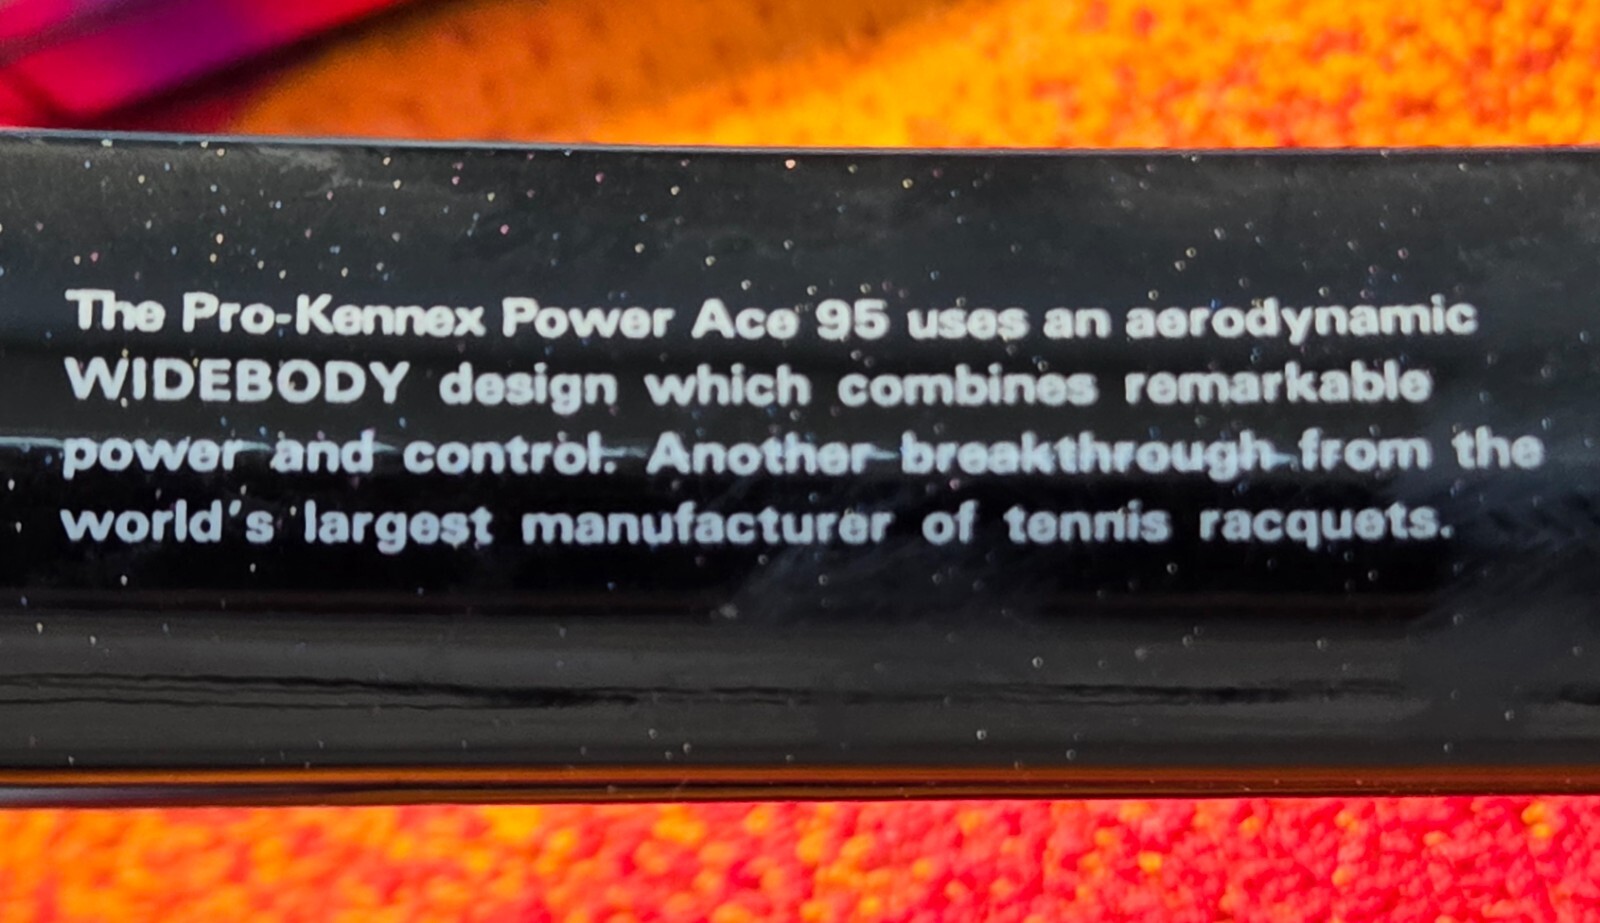 The Pro-Kennex Power Ace 95 uses an aerodynamic
WIDEBODY design which combines remarkable
power and control. Another breakthrough from the
world's largest manufacturer of tennis racquets.